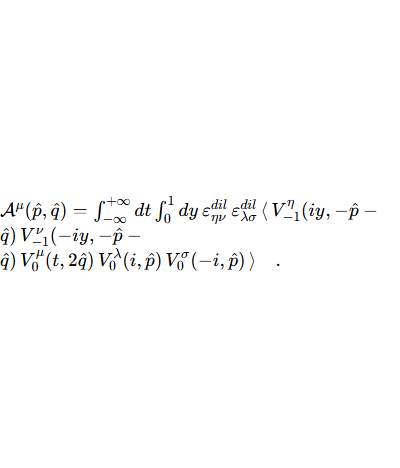 𝒜^μ(p̂, q̂) = ∫_{-∞}^{+∞} dt ∫_0^1 dy ε^{dil}_{ην} ε^{dil}_{λσ} ⟨ V^η_{-1}(iy, −p̂ −
q̂) V^ν_{-1}(−iy, −p̂ −
q̂) V^μ_0(t, 2q̂) V^λ_0(i, p̂) V^σ_0(−i, p̂) ⟩ .